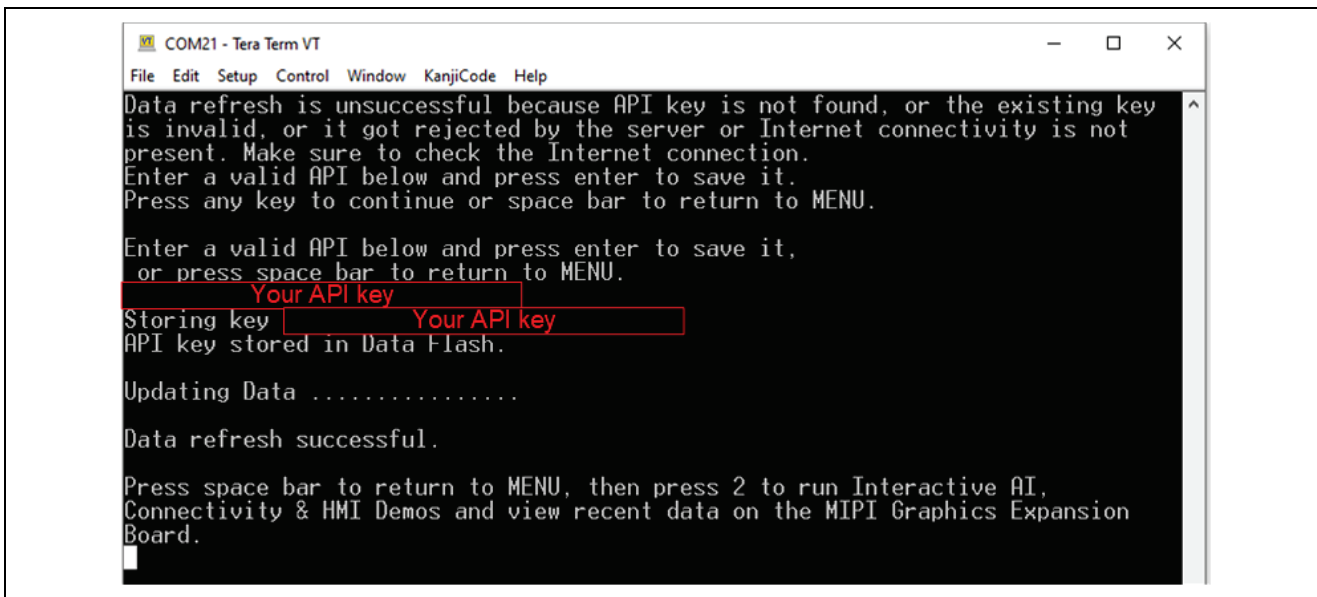 COM21 - Tera Term VT
File Edit Setup Control Window KanjiCode Help
Data refresh is unsuccessful because API key is not found, or the existing key
is invalid, or it got rejected by the server or Internet connectivity is not
present. Make sure to check the Internet connection.
Enter a valid API below and press enter to save it.
Press any key to continue or space bar to return to MENU.
Enter a valid API below and press enter to save it,
or press space bar to return to MENU.
Your API key
Storing key Your API key
API key stored in Data Flash.
Updating Data ................
Data refresh successful.
Press space bar to return to MENU, then press 2 to run Interactive AI,
Connectivity & HMI Demos and view recent data on the MIPI Graphics Expansion
Board.